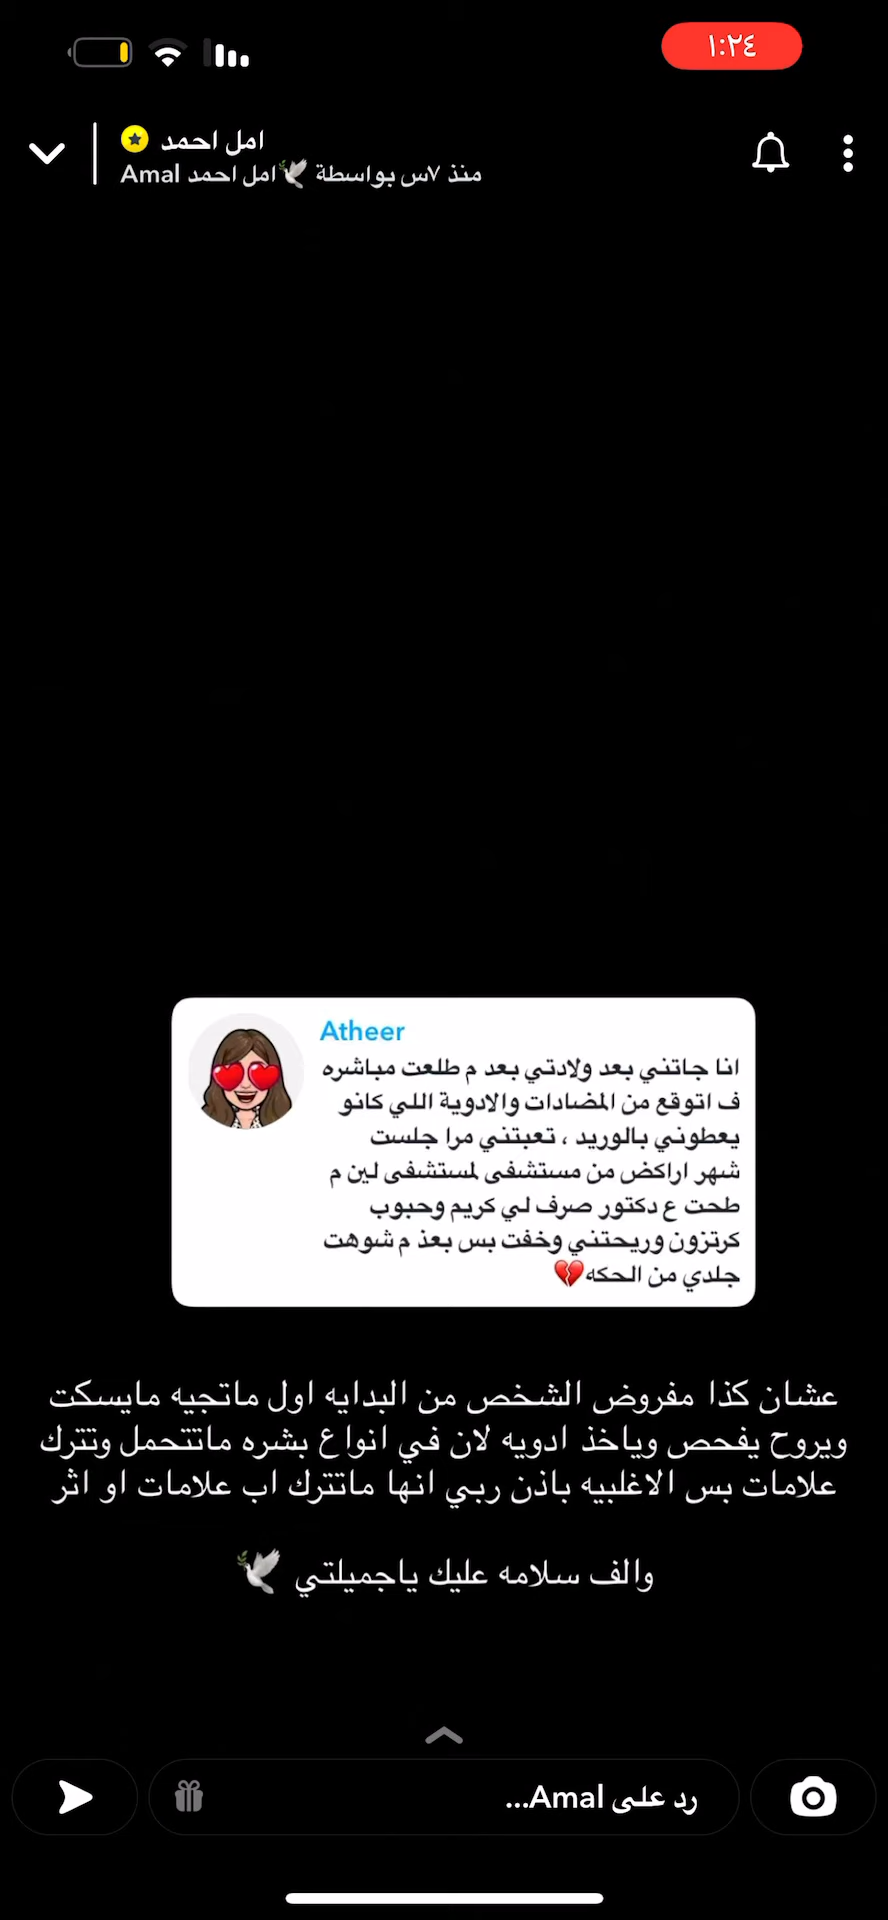 ١:٢٤
امل احمد
منذ ٧س بواسطة 🕊️امل احمد Amal
Atheer
انا جاتني بعد ولادتي بعد م طلعت مباشره
ف اتوقع من المضادات والادوية اللي كانو
يعطوني بالوريد ، تعبتني مرا جلست
شهر اراكض من مستشفى لمستشفى لين م
طحت ع دكتور صرف لي كريم وحبوب
كرتزون وريحتني وخفت بس بعذ م شوهت
جلدي من الحكه💔
عشان كذا مفروض الشخص من البدايه اول ماتجيه مايسكت
ويروح يفحص وياخذ ادويه لان في انواع بشره ماتتحمل وتترك
علامات بس الاغلبيه باذن ربي انها ماتترك اب علامات او اثر
والف سلامه عليك ياجميلتي 🕊️
رد على Amal...